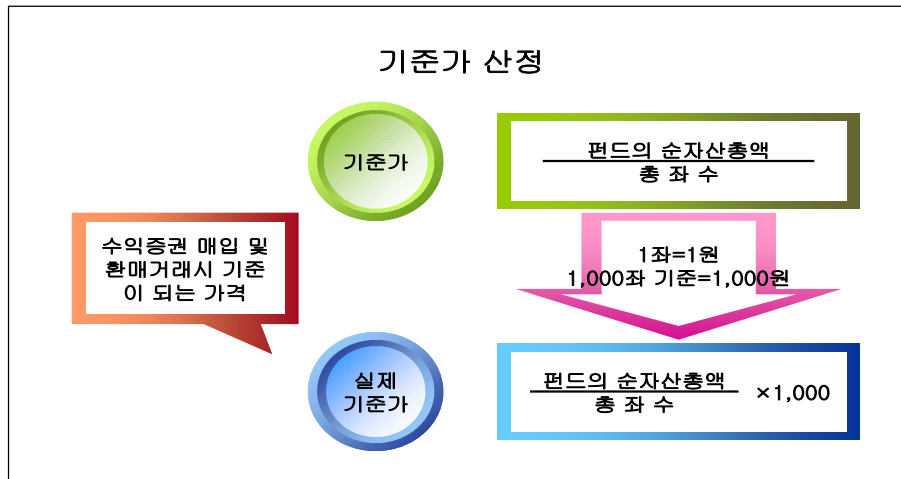 기준가 산정
기준가
펀드의 순자산총액
총 좌 수
수익증권 매입 및
환매거래시 기준
이 되는 가격
1좌=1원
1,000좌 기준=1,000원
실제
기준가
펀드의 순자산총액
총 좌 수
×1,000